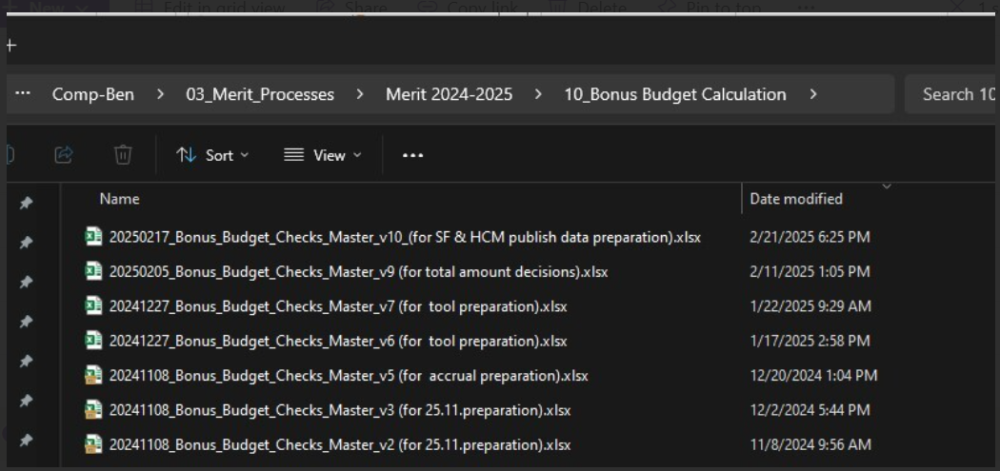 New Edit in grid view Share Copy link Delete Pin to top
+
... Comp-Ben > 03_Merit_Processes > Merit 2024-2025 > 10_Bonus Budget Calculation > Search 10
Sort View ...
Name Date modified
20250217_Bonus_Budget_Checks_Master_v10_(for SF & HCM publish data preparation).xlsx 2/21/2025 6:25 PM
20250205_Bonus_Budget_Checks_Master_v9 (for total amount decisions).xlsx 2/11/2025 1:05 PM
20241227_Bonus_Budget_Checks_Master_v7 (for  tool preparation).xlsx 1/22/2025 9:29 AM
20241227_Bonus_Budget_Checks_Master_v6 (for  tool preparation).xlsx 1/17/2025 2:58 PM
20241108_Bonus_Budget_Checks_Master_v5 (for  accrual preparation).xlsx 12/20/2024 1:04 PM
20241108_Bonus_Budget_Checks_Master_v3 (for 25.11.preparation).xlsx 12/2/2024 5:44 PM
20241108_Bonus_Budget_Checks_Master_v2 (for 25.11.preparation).xlsx 11/8/2024 9:56 AM